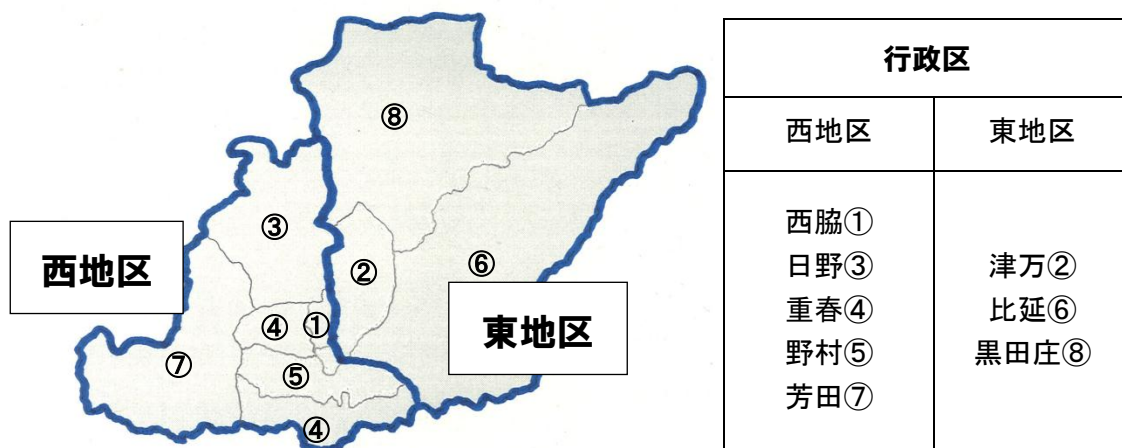 ⑧
③
西地区
②
⑥
④
①
東地区
⑦
⑤
④
行政区
西地区
東地区
西脇①
日野③
重春④
野村⑤
芳田⑦
津万②
比延⑥
黒田庄⑧